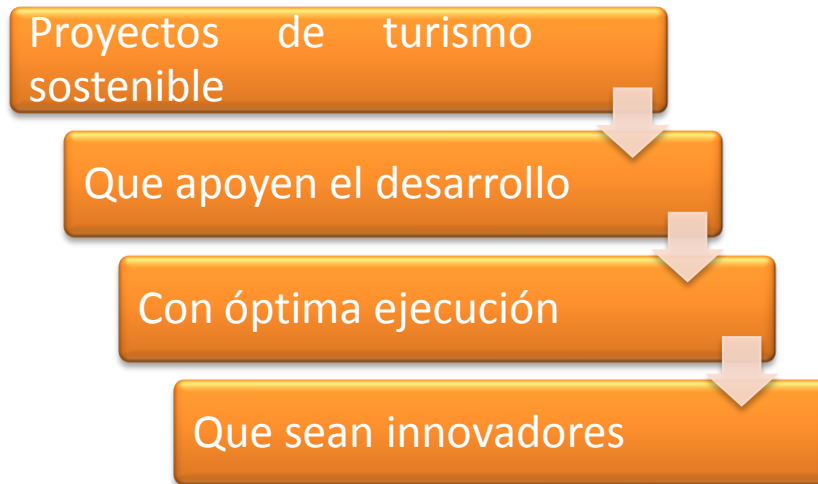 Proyectos de turismo
sostenible
Que apoyen el desarrollo
Con óptima ejecución
Que sean innovadores